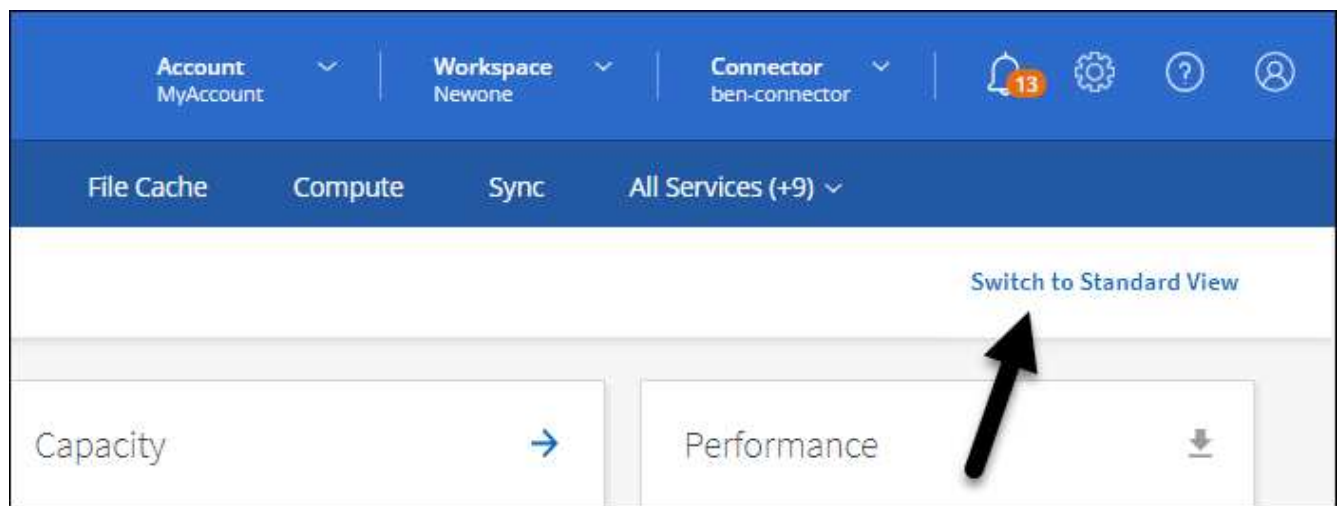 Account Workspace Connector
MyAccount Newone ben-connector
13
File Cache Compute Sync All Services (+9)
Switch to Standard View
Capacity Performance